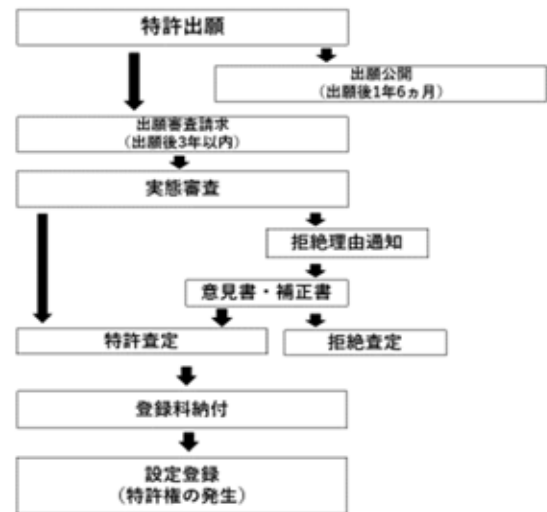 特許出願
出願公開
(出願後1年6ヵ月)
出願審査請求
(出願後3年以内)
実態審査
拒絶理由通知
意見書・補正書
特許査定
拒絶査定
登録料納付
設定登録
(特許権の発生)